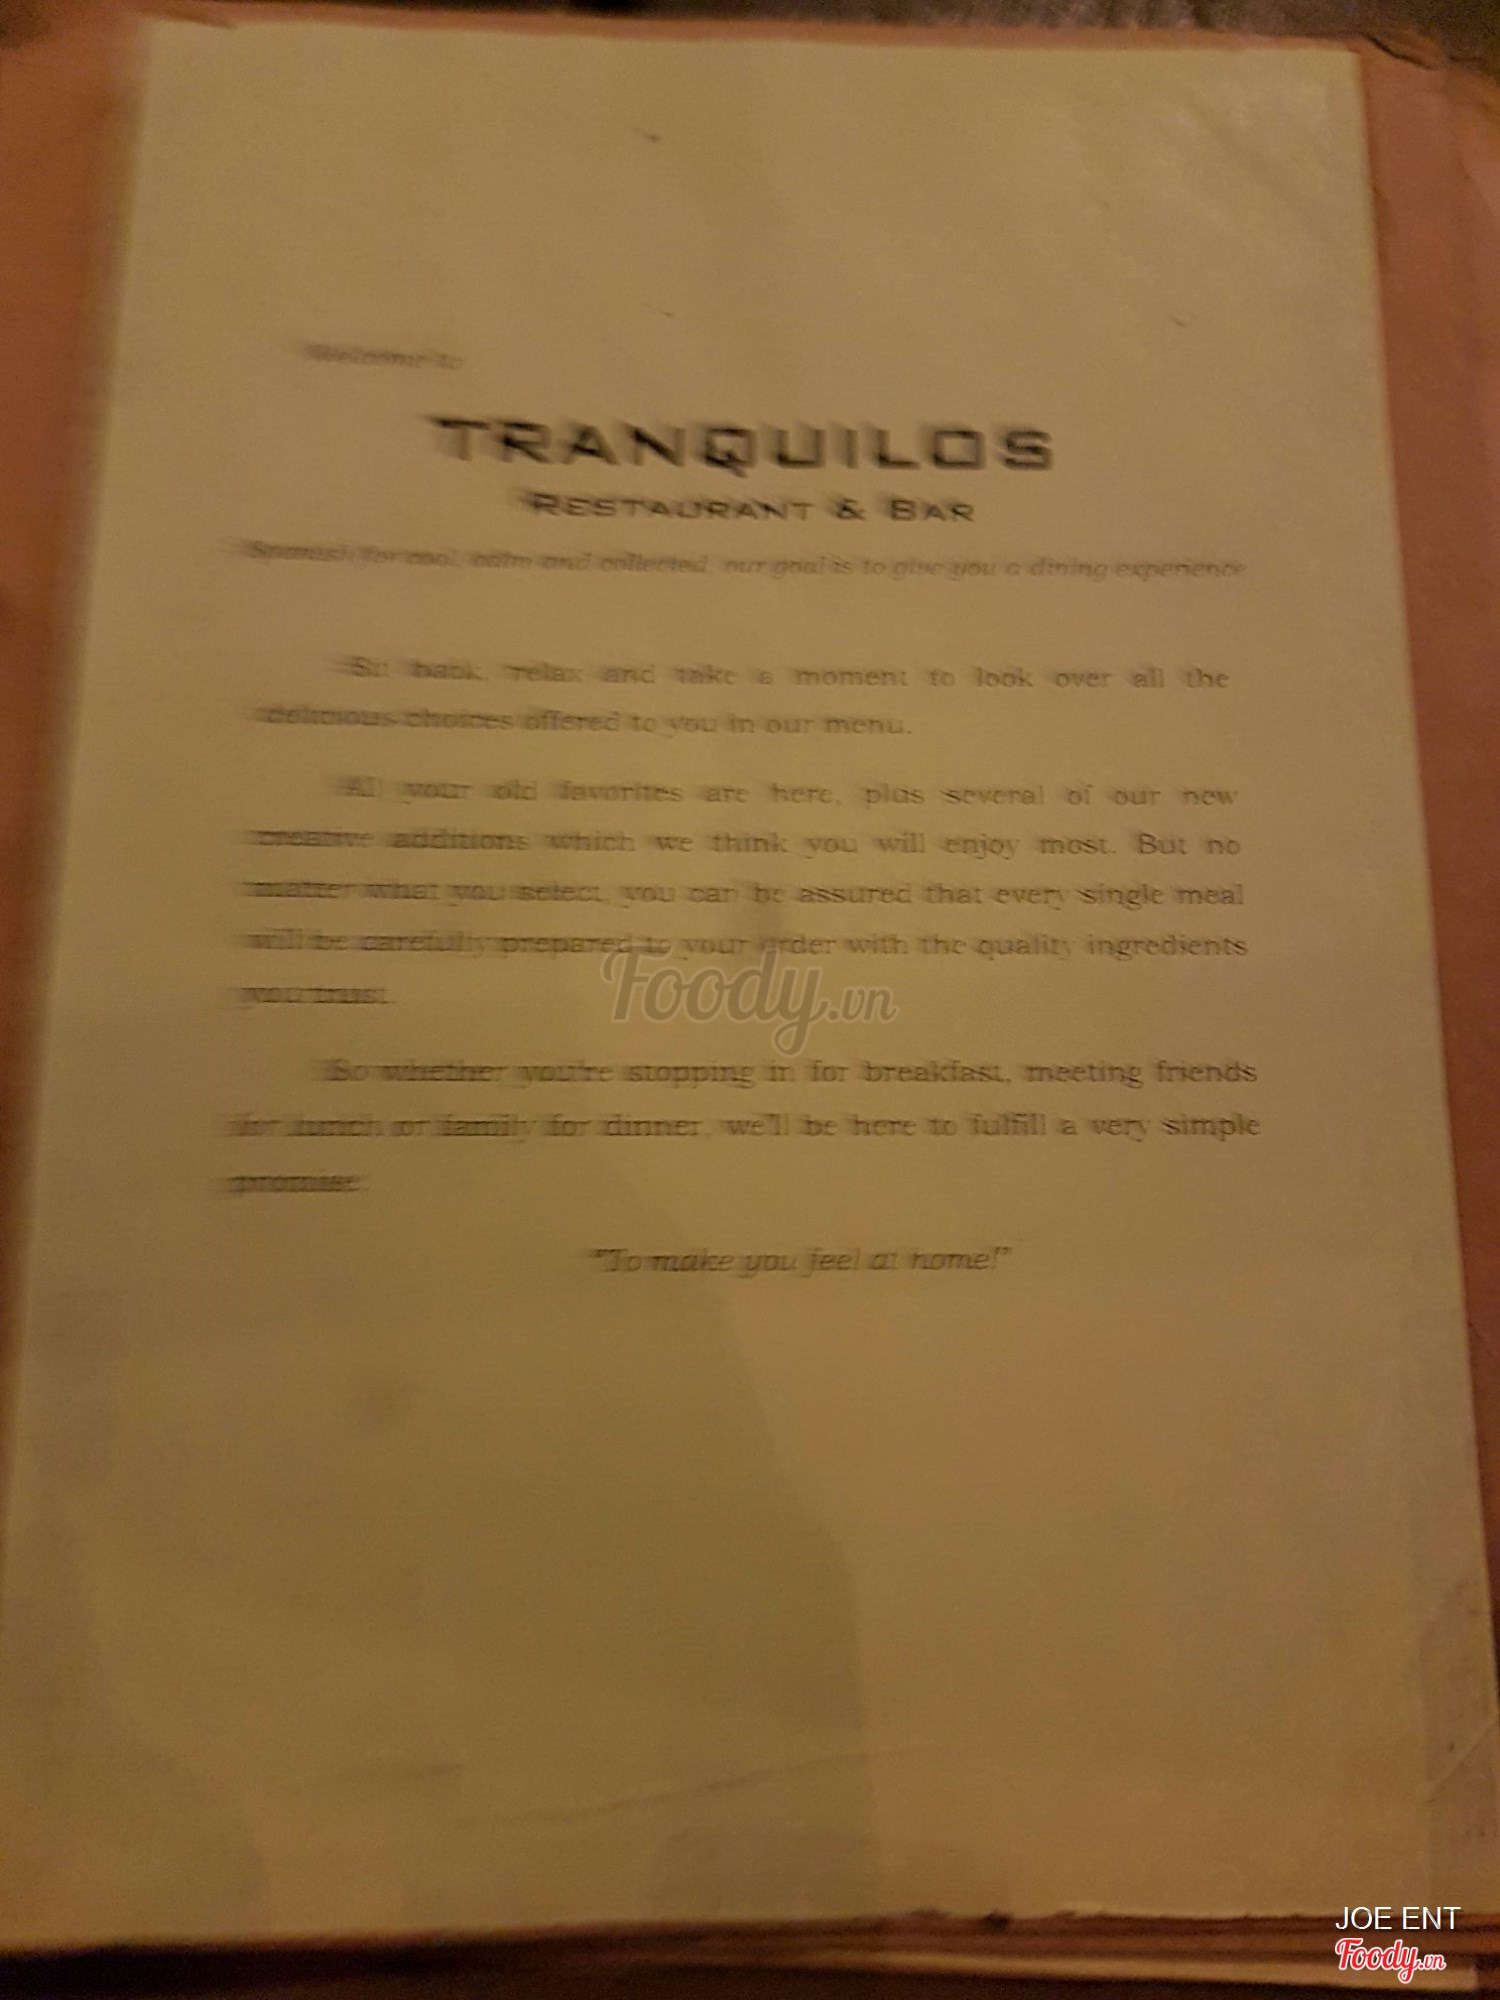 Welcome to
TRANQUILOS
RESTAURANT & BAR
Spanish for cool, calm and collected, our goal is to give you a dining experience
Sit back, relax and take a moment to look over all the
delicious choices offered to you in our menu.
All your old favorites are here, plus several of our new
creative additions which we think you will enjoy most. But no
matter what you select, you can be assured that every single meal
will be carefully prepared to your order with the quality ingredients
you trust.
So whether you're stopping in for breakfast, meeting friends
for lunch or family for dinner, we'll be here to fulfill a very simple
promise
"To make you feel at home!"
Foody.vn
JOE ENT
Foody.vn